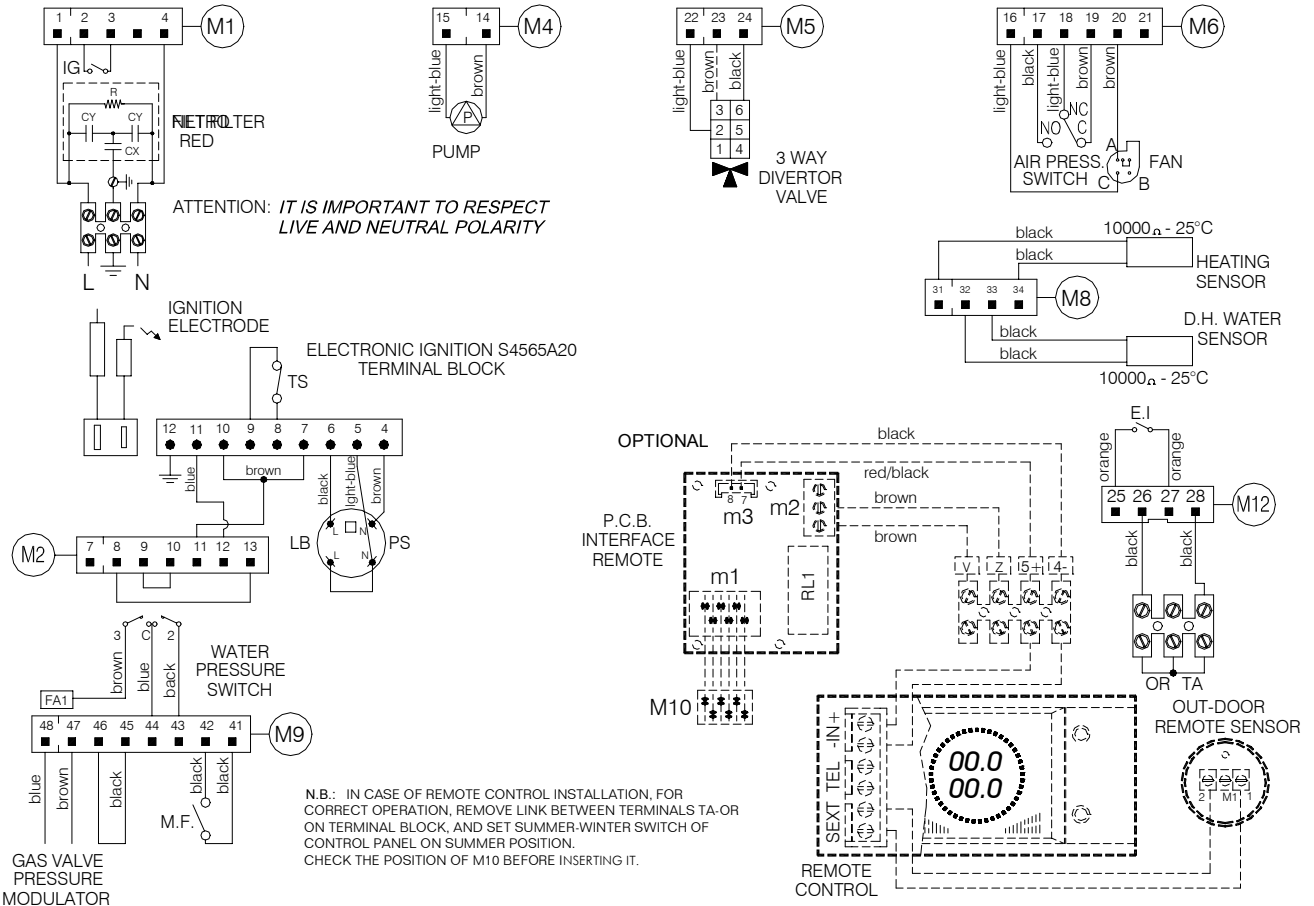 1 2 3 4 M1
IG
R
CY CY
CX
FILTRO
RED
NET FILTER
ATTENTION: IT IS IMPORTANT TO RESPECT
LIVE AND NEUTRAL POLARITY
L N
15 14 M4
light-blue
brown
P
PUMP
22 23 24 M5
light-blue
brown
black
3 6
2 5
1 4
3 WAY
DIVERTOR
VALVE
16 17 18 19 20 21 M6
light-blue
black
light-blue
brown
brown
NC
NO C
A
AIR PRESS.
SWITCH
FAN
C B
black
black
10000Ω - 25°C
HEATING
SENSOR
31 32 33 34 M8
black
black
D.H. WATER
SENSOR
10000Ω - 25°C
IGNITION
ELECTRODE
ELECTRONIC IGNITION S4565A20
TERMINAL BLOCK
TS
12 11 10 9 8 7 6 5 4
blue
brown
black
light-blue
brown
L N
LB PS
L N
M2
7 8 9 10 11 12 13
3 C 2
brown
blue
back
WATER
PRESSURE
SWITCH
FA1
48 47 46 45 44 43 42 41 M9
blue
brown
black
black
black
M.F.
GAS VALVE
PRESSURE
MODULATOR
N.B.: IN CASE OF REMOTE CONTROL INSTALLATION, FOR
CORRECT OPERATION, REMOVE LINK BETWEEN TERMINALS TA-OR
ON TERMINAL BLOCK, AND SET SUMMER-WINTER SWITCH OF
CONTROL PANEL ON SUMMER POSITION.
CHECK THE POSITION OF M10 BEFORE INSERTING IT.
OPTIONAL
black
red/black
brown
brown
8 7
m3
m2
P.C.B.
INTERFACE
REMOTE
m1
RL1
M10
V Z 5+ 4-
E.I
orange
orange
25 26 27 28 M12
black
black
OR TA
OUT-DOOR
REMOTE SENSOR
2 M1 1
-IN+
TEL
SEXT
00.0
00.0
REMOTE
CONTROL